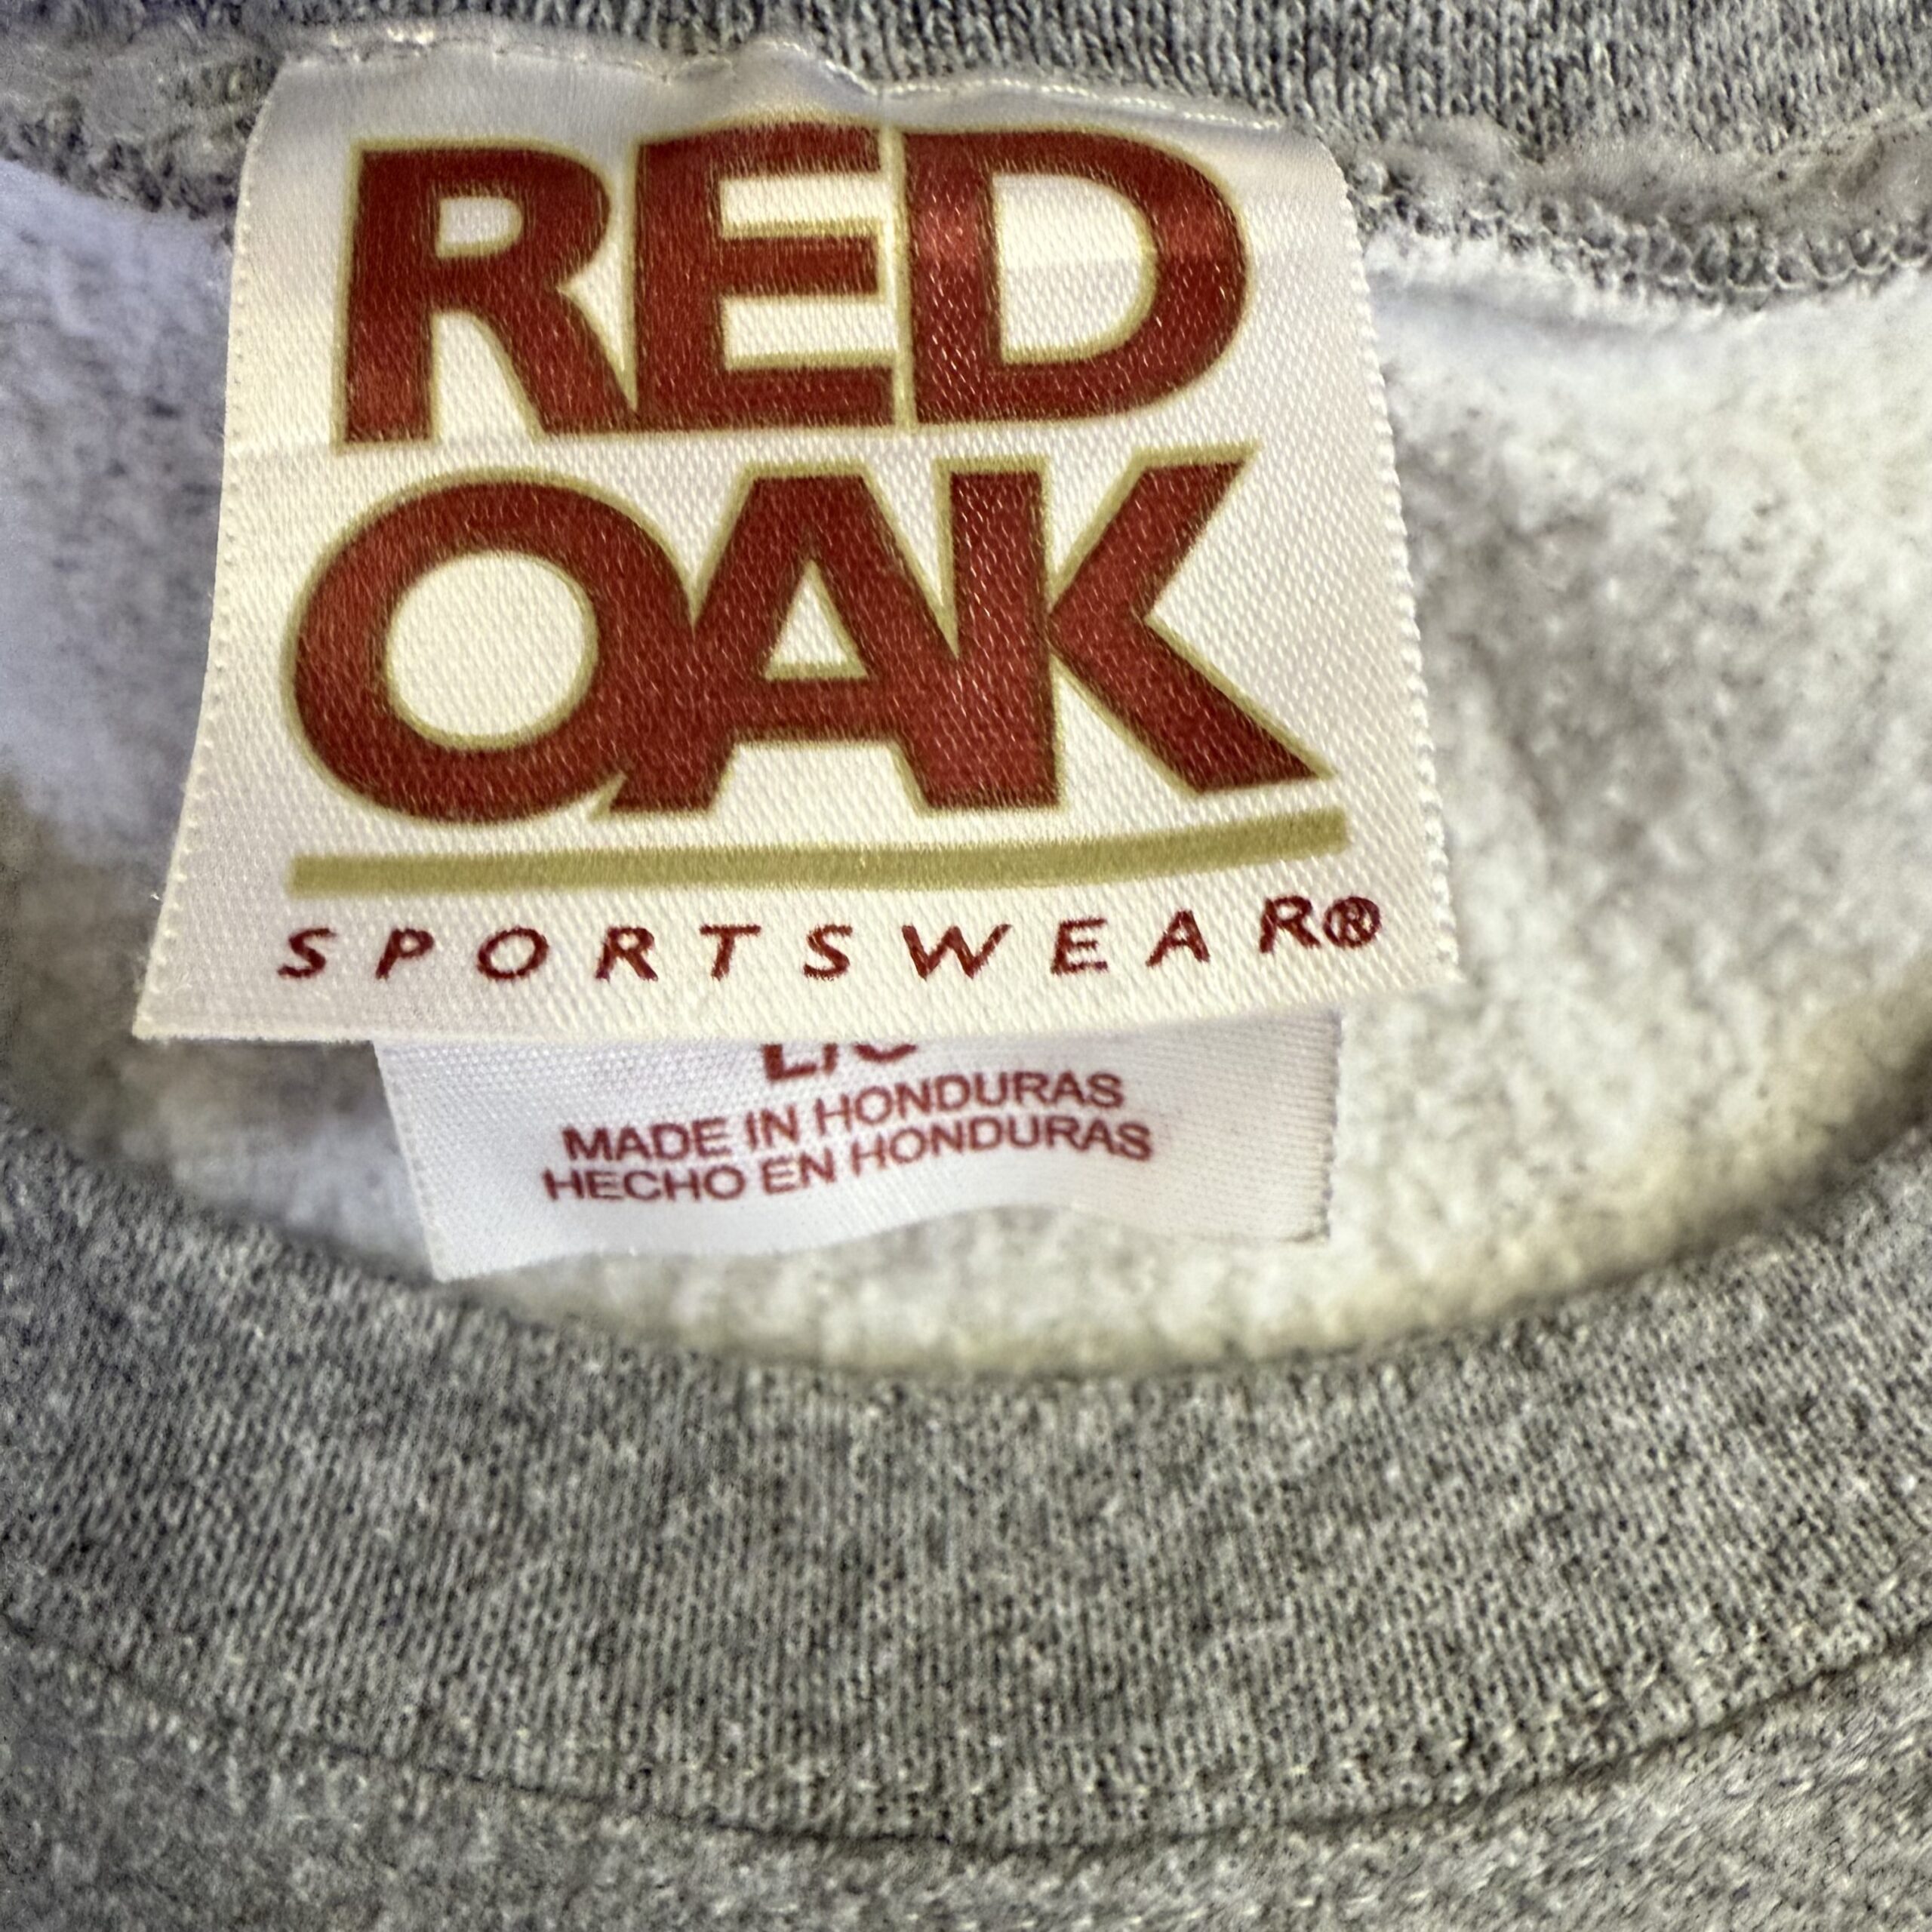 RED
OAK
SPORTSWEAR®
MADE IN HONDURAS
HECHO EN HONDURAS